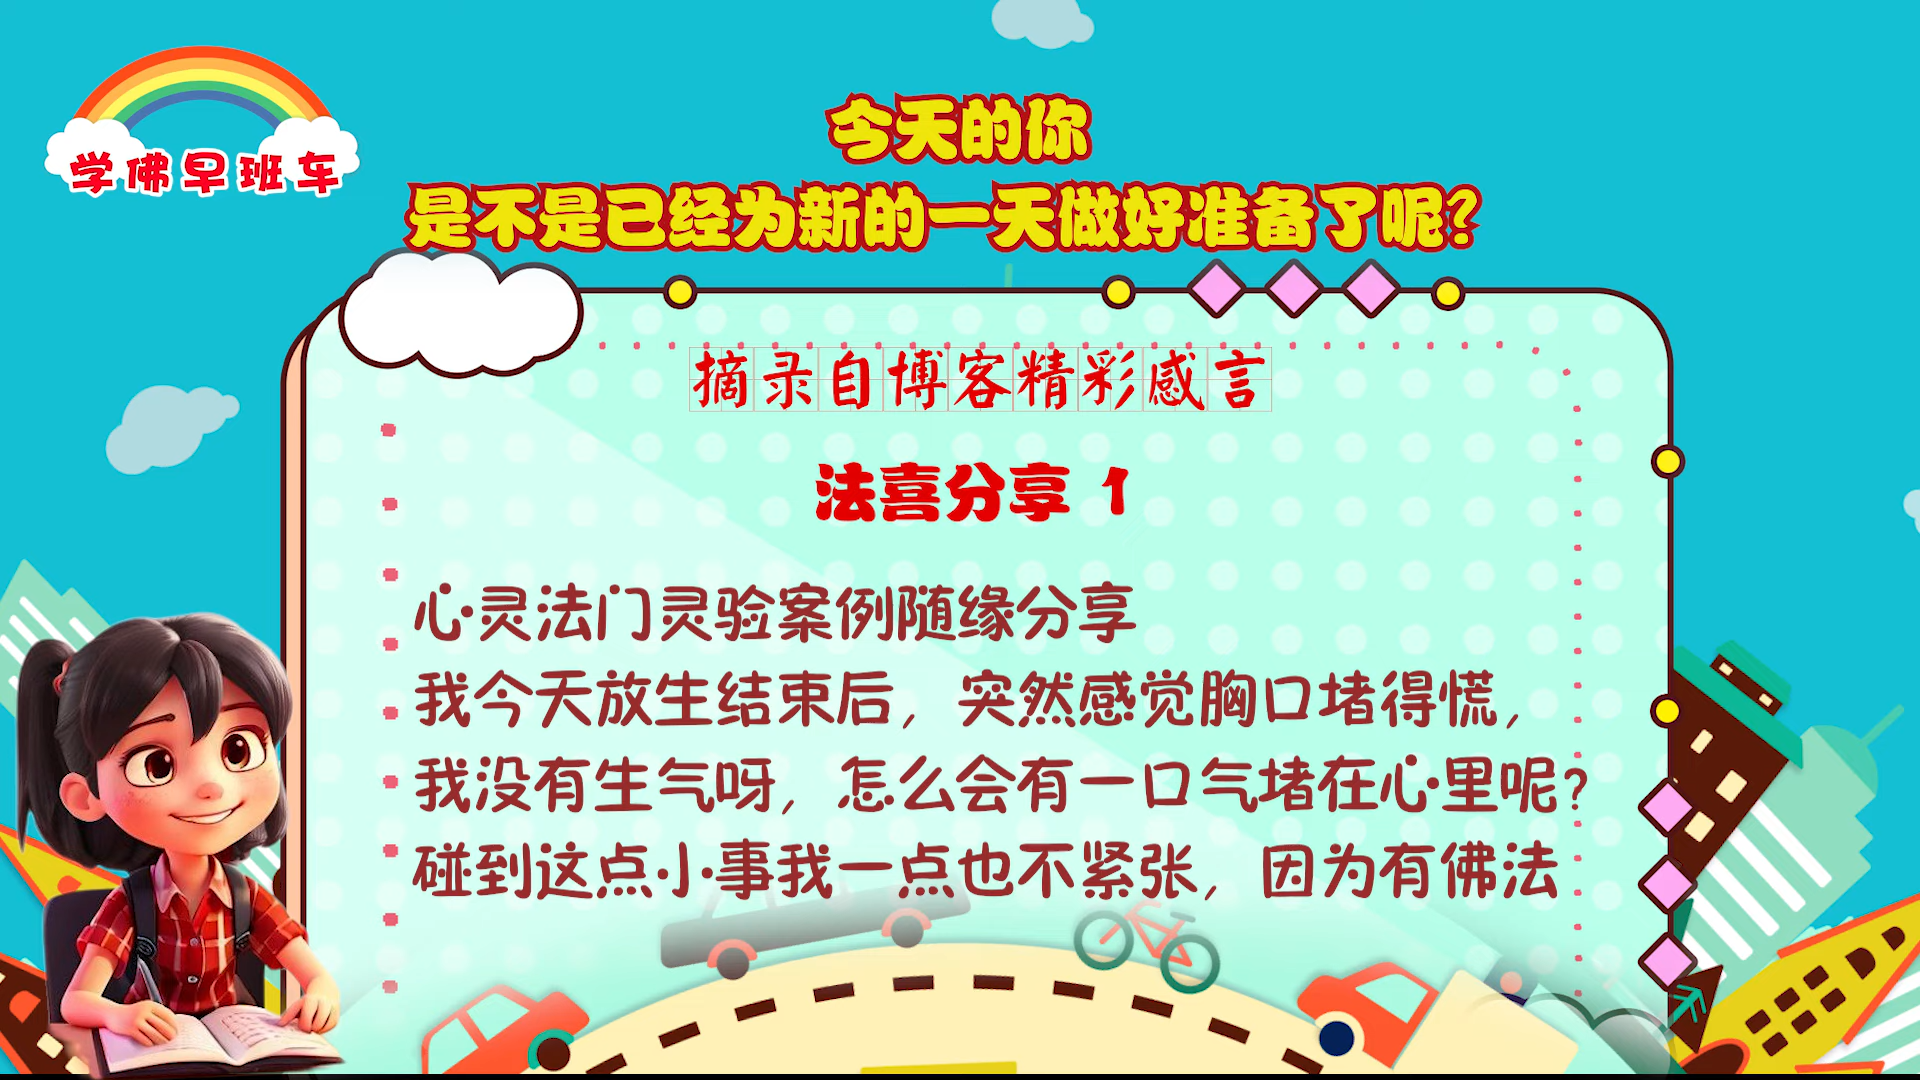 学佛早班车
今天的你
是不是已经为新的一天做好准备了呢?
摘录自博客精彩感言
法喜分享 1
心灵法门灵验案例随缘分享
我今天放生结束后，突然感觉胸口堵得慌，
我没有生气呀，怎么会有一口气堵在心里呢?
碰到这点小事我一点也不紧张，因为有佛法